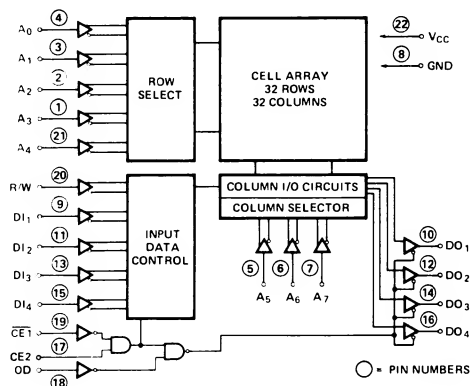 ④
A₀
③
A₁
②
A₂
①
A₃
㉑
A₄
ROW
SELECT
CELL ARRAY
32 ROWS
32 COLUMNS
㉒
V_CC
⑧
GND
⑳
R/W
⑨
DI₁
⑪
DI₂
⑬
DI₃
⑮
DI₄
⑲
C̅E̅1̅
⑰
CE2
OD
⑱
INPUT
DATA
CONTROL
COLUMN I/O CIRCUITS
COLUMN SELECTOR
⑤
⑥
⑦
A₅
A₆
A₇
⑩
DO₁
⑫
DO₂
⑭
DO₃
⑯
DO₄
= PIN NUMBERS